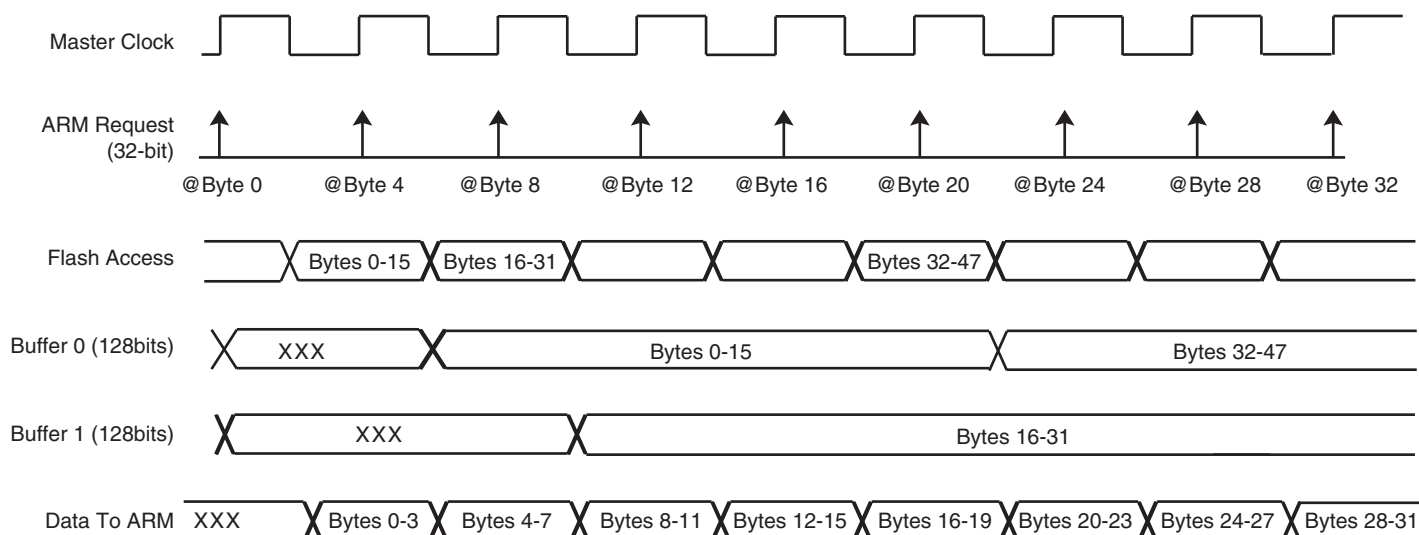 Master Clock
ARM Request
(32-bit)
@Byte 0 @Byte 4 @Byte 8 @Byte 12 @Byte 16 @Byte 20 @Byte 24 @Byte 28 @Byte 32
Flash Access Bytes 0-15 Bytes 16-31 Bytes 32-47
Buffer 0 (128bits) XXX Bytes 0-15 Bytes 32-47
Buffer 1 (128bits) XXX Bytes 16-31
Data To ARM XXX Bytes 0-3 Bytes 4-7 Bytes 8-11 Bytes 12-15 Bytes 16-19 Bytes 20-23 Bytes 24-27 Bytes 28-31